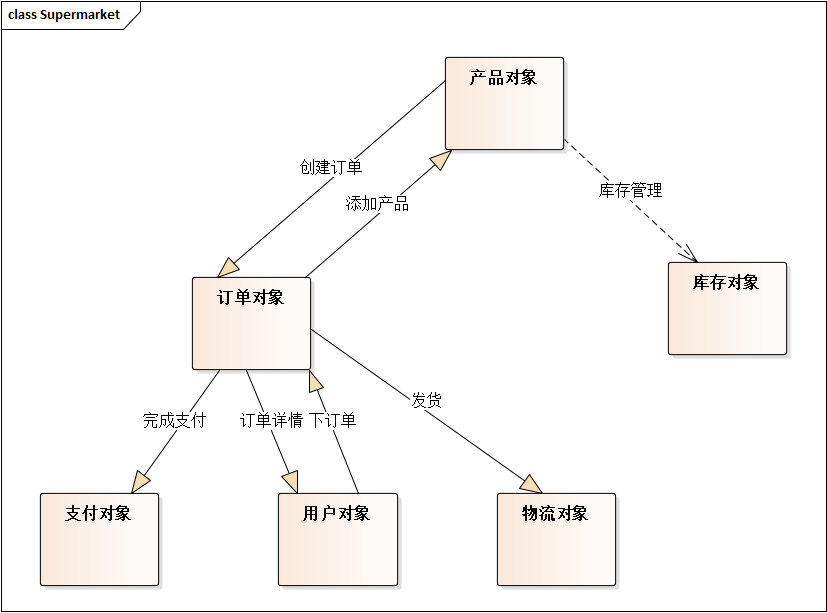 class Supermarket
产品对象
创建订单
库存管理
添加产品
库存对象
订单对象
发货
完成支付
订单详情
下订单
支付对象
用户对象
物流对象